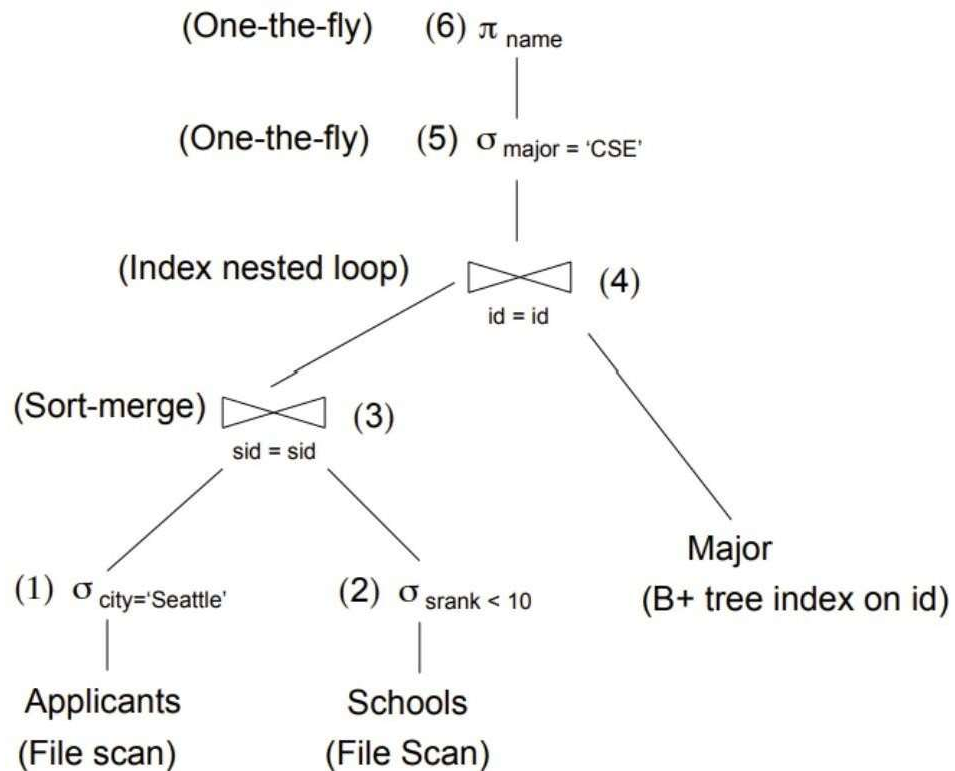 (One-the-fly) (6) π name
(One-the-fly) (5) σ major = ‘CSE’
(Index nested loop) (4)
id = id
(Sort-merge) (3)
sid = sid
Major
(1) σ city=‘Seattle’ (2) σ srank < 10 (B+ tree index on id)
Applicants Schools
(File scan) (File Scan)